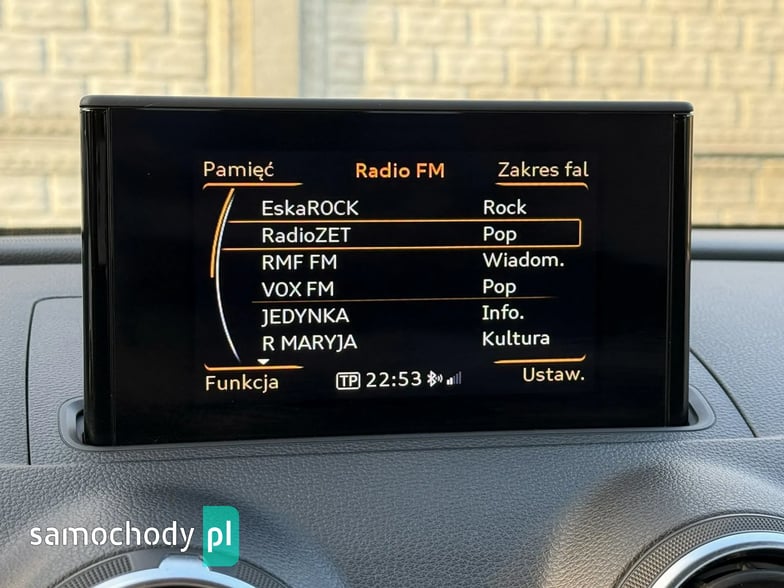 Pamięć Radio FM Zakres fal
EskaROCK Rock
RadioZET Pop
RMF FM Wiadom.
VOX FM Pop
JEDYNKA Info.
R MARYJA Kultura
Funkcja TP 22:53 Ustaw.
samochody pl